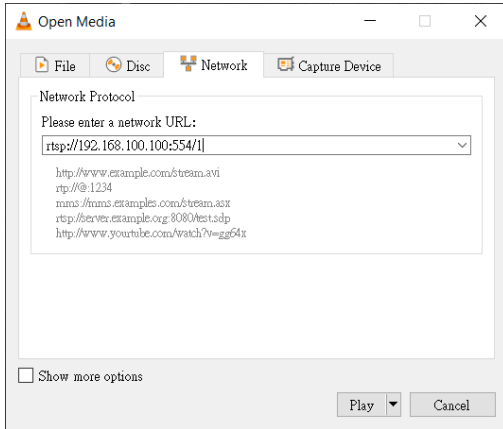 Open Media
File Disc Network Capture Device
Network Protocol
Please enter a network URL:
rtsp://192.168.100.100:554/1
http://www.example.com/stream.avi
rtp://@:1234
mms://mms.examples.com/stream.asx
rtsp://server.example.org:8080/test.sdp
http://www.yourtube.com/watch?v=gg64x
Show more options
Play Cancel